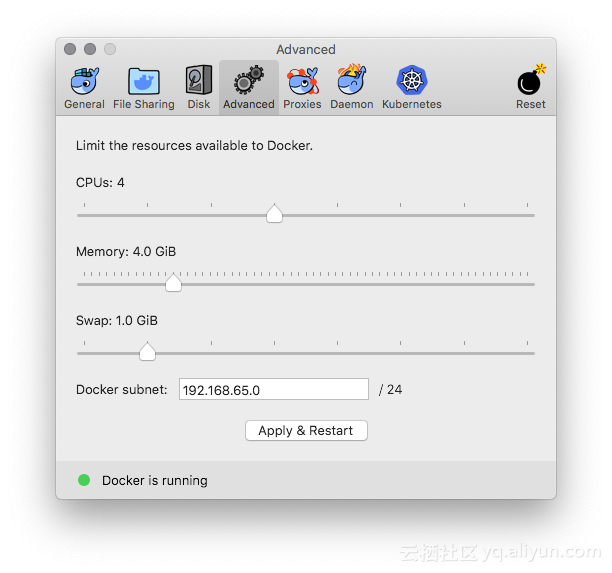 Advanced
General File Sharing Disk Advanced Proxies Daemon Kubernetes Reset
Limit the resources available to Docker.
CPUs: 4
Memory: 4.0 GiB
Swap: 1.0 GiB
Docker subnet: 192.168.65.0 / 24
Apply & Restart
Docker is running
云栖社区 yq.aliyun.com